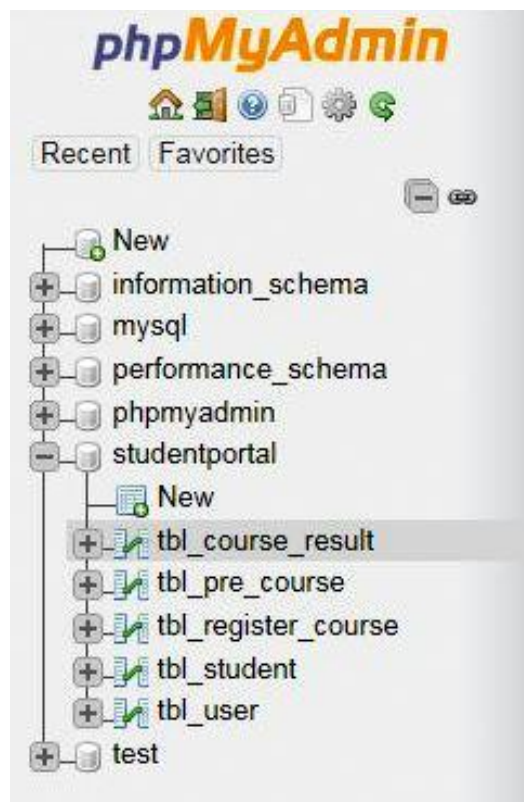 phpMyAdmin
Recent Favorites
New
information_schema
mysql
performance_schema
phpmyadmin
studentportal
New
tbl_course_result
tbl_pre_course
tbl_register_course
tbl_student
tbl_user
test